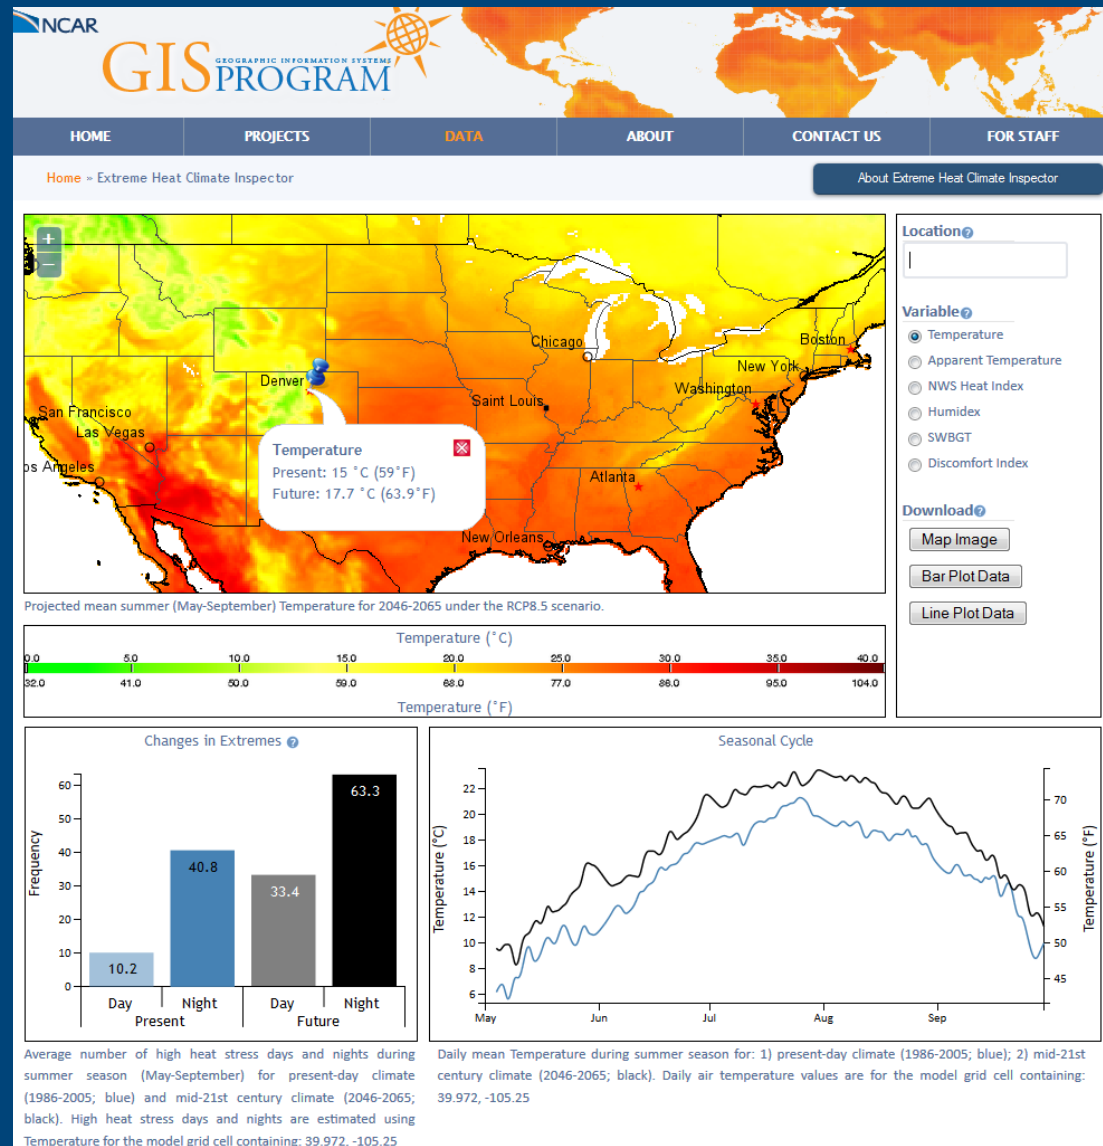 NCAR
GIS GEOGRAPHIC INFORMATION SYSTEMS
PROGRAM
HOME PROJECTS DATA ABOUT CONTACT US FOR STAFF
Home » Extreme Heat Climate Inspector
About Extreme Heat Climate Inspector
+
−
Chicago
Boston
New York
Denver
Washington
Saint Louis
San Francisco
Las Vegas
os Angeles
Atlanta
New Orleans
Temperature
Present: 15 °C (59°F)
Future: 17.7 °C (63.9°F)
Location?
Variable?
Temperature
Apparent Temperature
NWS Heat Index
Humidex
SWBGT
Discomfort Index
Download?
Map Image
Bar Plot Data
Line Plot Data
Projected mean summer (May-September) Temperature for 2046-2065 under the RCP8.5 scenario.
Temperature (°C)
0.0 5.0 10.0 15.0 20.0 25.0 30.0 35.0 40.0
32.0 41.0 50.0 59.0 68.0 77.0 86.0 95.0 104.0
Temperature (°F)
Changes in Extremes ?
Frequency
60
50
40
30
20
10
0
10.2
40.8
33.4
63.3
Day Night Day Night
Present Future
Average number of high heat stress days and nights during
summer season (May-September) for present-day climate
(1986-2005; blue) and mid-21st century climate (2046-2065;
black). High heat stress days and nights are estimated using
Temperature for the model grid cell containing: 39.972, -105.25
Seasonal Cycle
Temperature (°C)
22
20
18
16
14
12
10
8
6
May Jun Jul Aug Sep
70
65
60
55
50
45
Temperature (°F)
Daily mean Temperature during summer season for: 1) present-day climate (1986-2005; blue); 2) mid-21st
century climate (2046-2065; black). Daily air temperature values are for the model grid cell containing:
39.972, -105.25